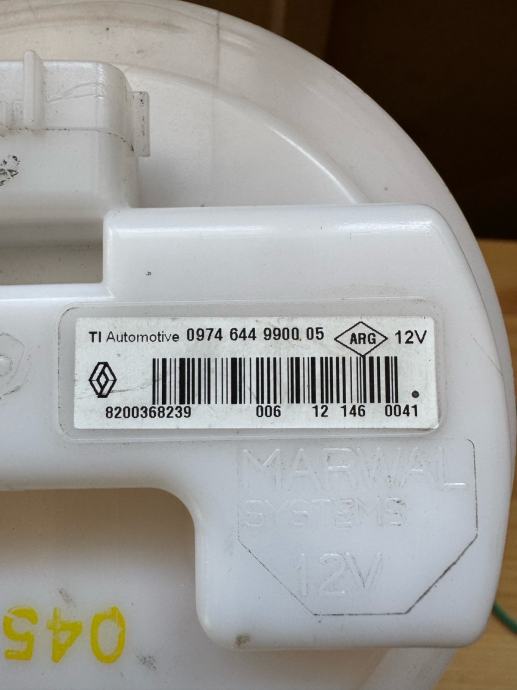 TI Automotive 0974 644 9900 05 ARG 12V
8200368239 006 12 146 0041
MARWAL
SYSTEMS
12V
045